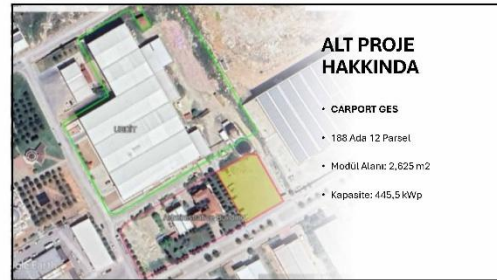 ALT PROJE
HAKKINDA
• CARPORT GES
• 188 Ada 12 Parsel
• Modül Alanı: 2,625 m2
• Kapasite: 445,5 kWp